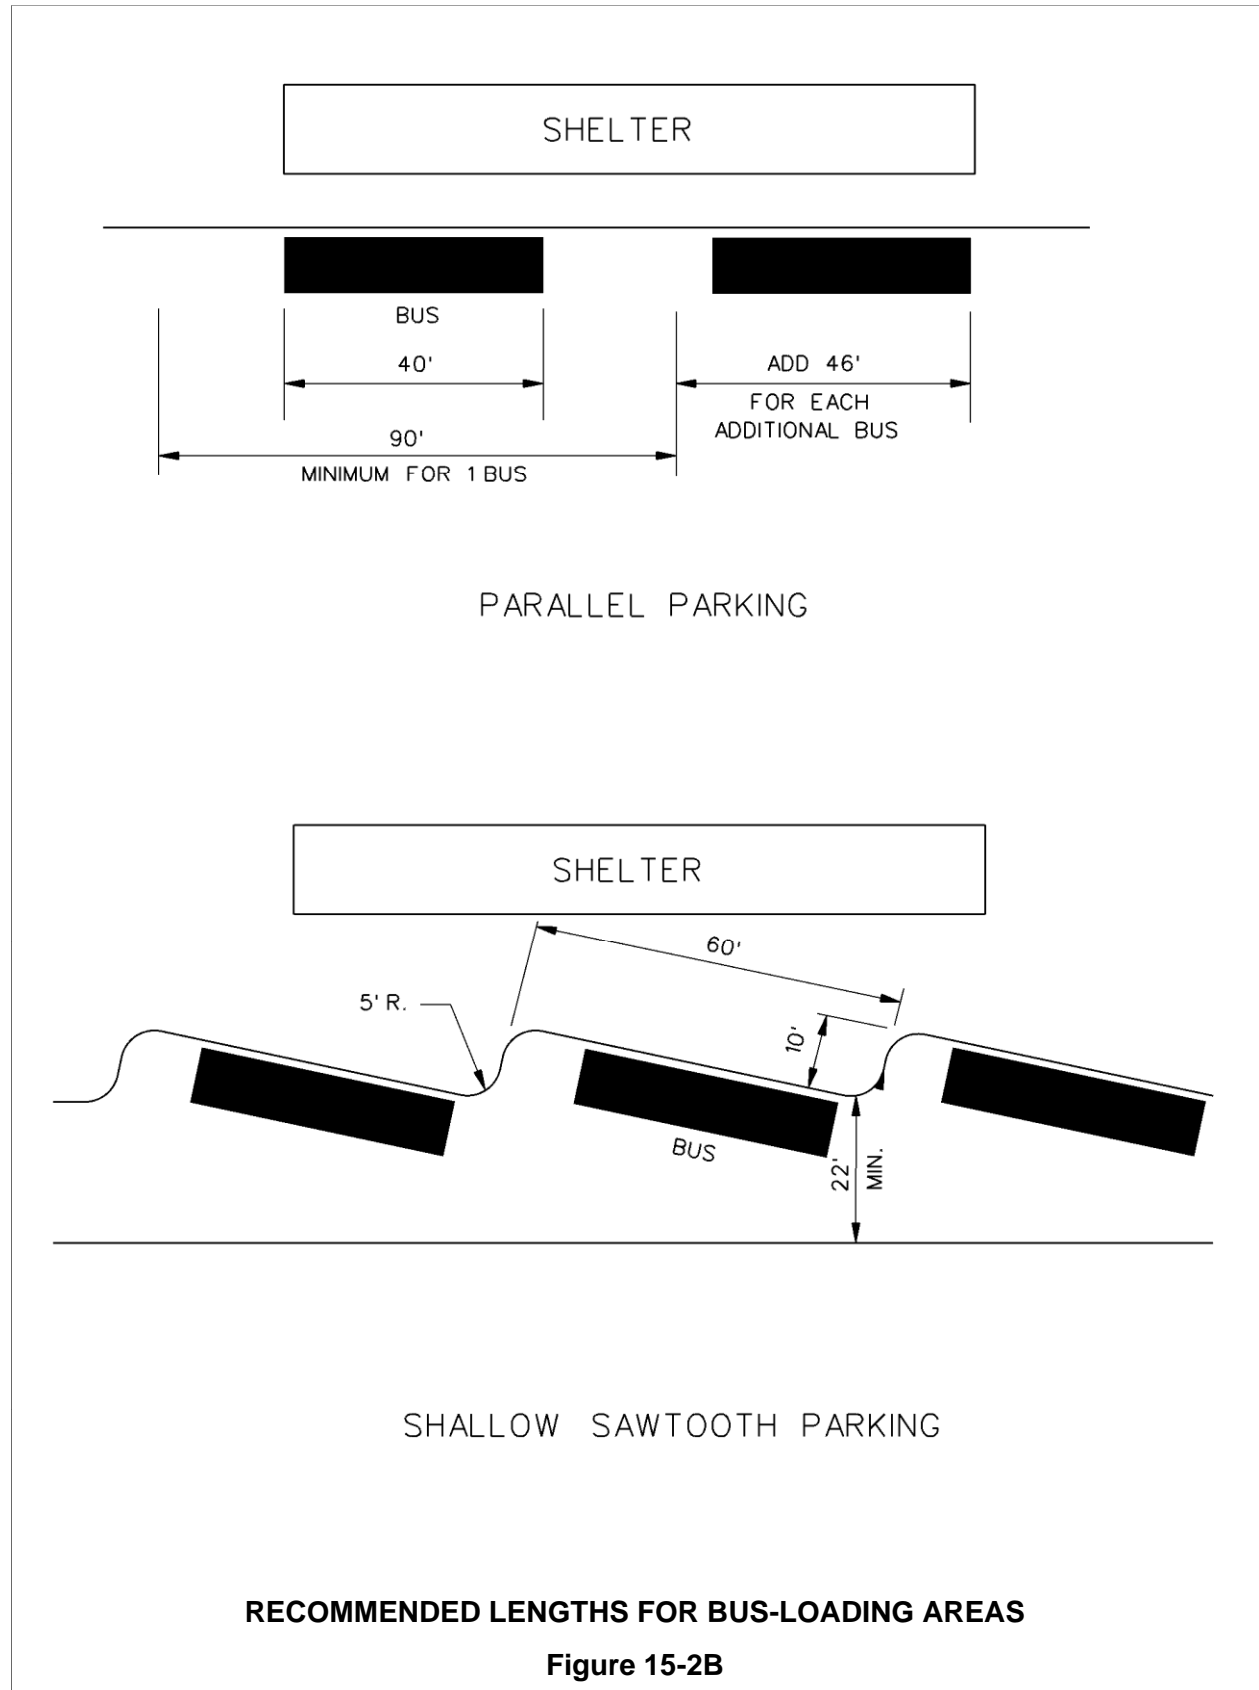 SHELTER
BUS
40'
ADD 46'
FOR EACH
ADDITIONAL BUS
90'
MINIMUM FOR 1 BUS
PARALLEL PARKING
SHELTER
60'
5' R.
10'
BUS
22'
MIN.
SHALLOW SAWTOOTH PARKING
RECOMMENDED LENGTHS FOR BUS-LOADING AREAS
Figure 15-2B